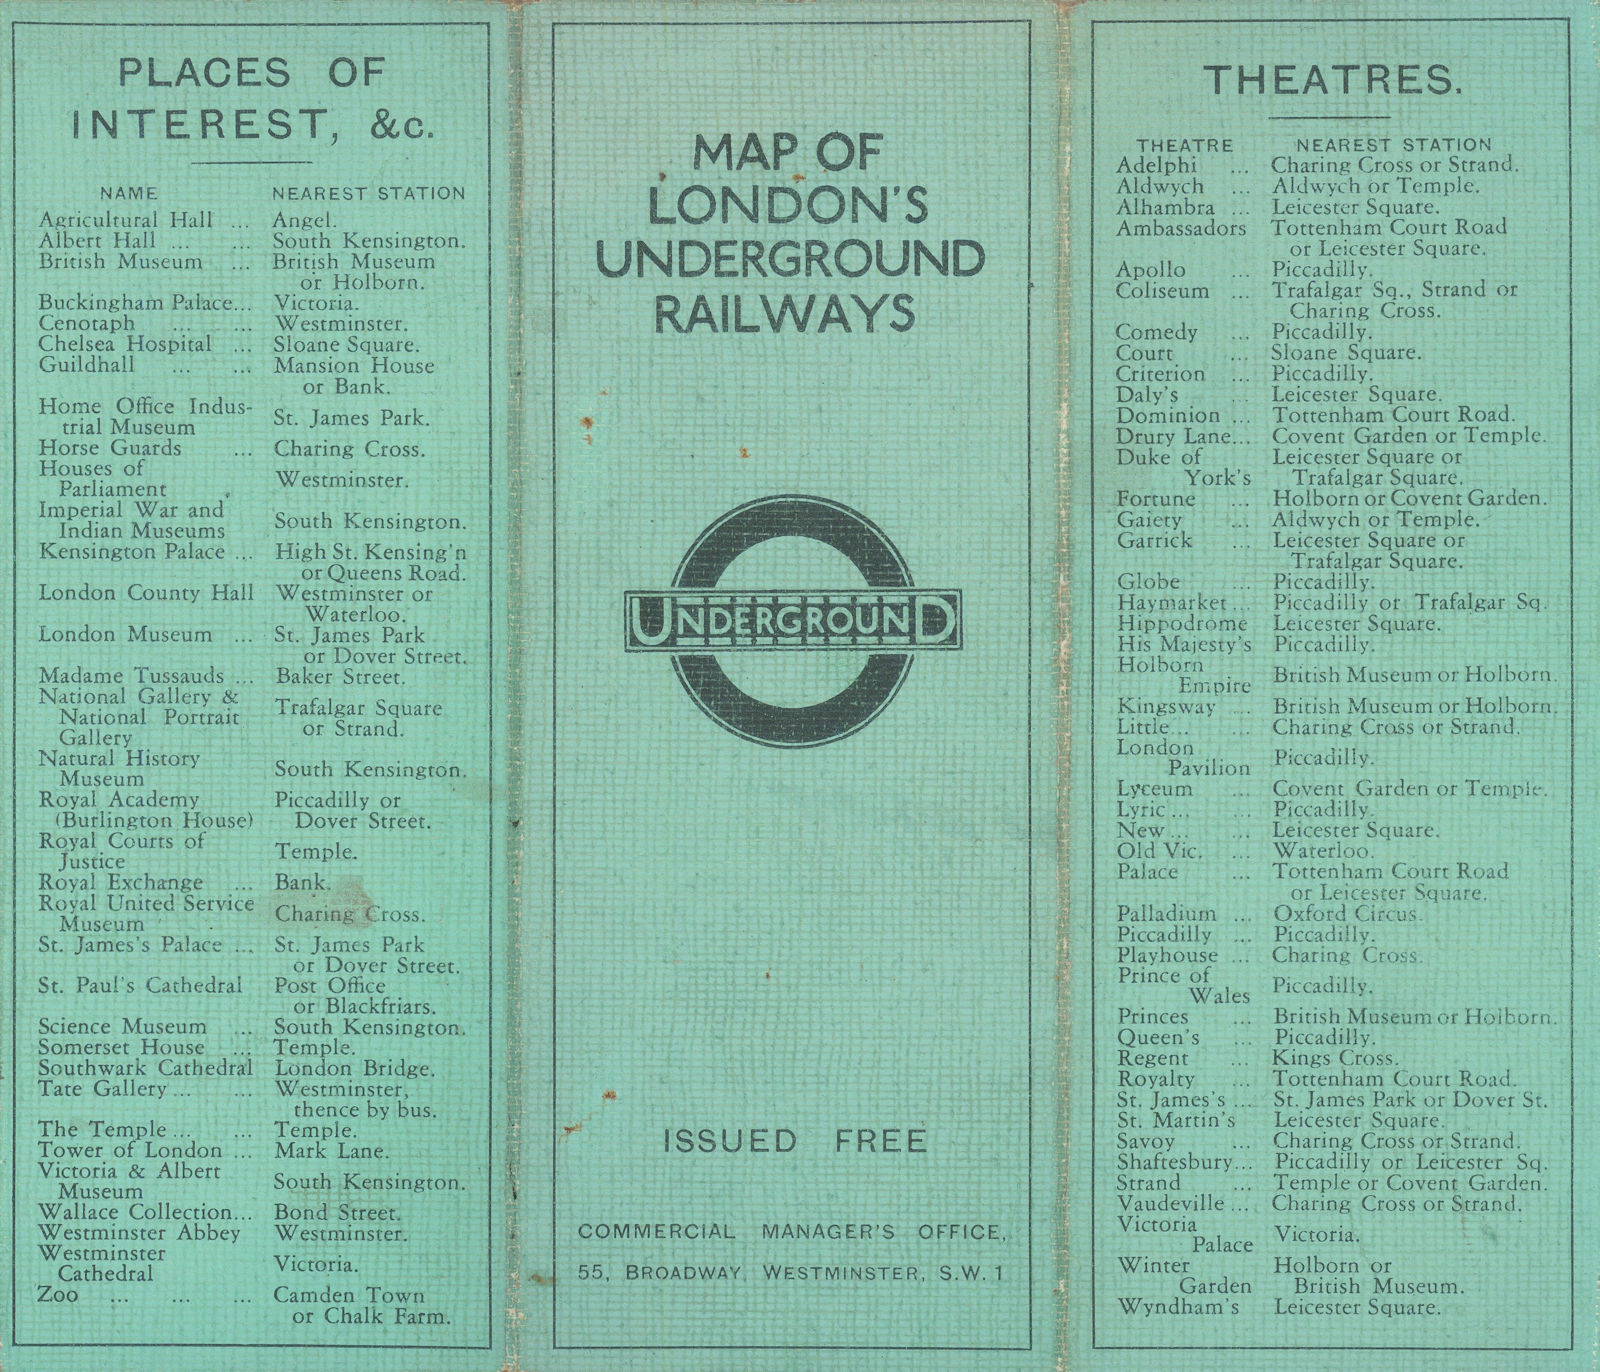 PLACES OF
INTEREST, &c.
NAME NEAREST STATION
Agricultural Hall ... Angel.
Albert Hall ... ... South Kensington.
British Museum ... British Museum
or Holborn.
Buckingham Palace... Victoria.
Cenotaph ... ... Westminster.
Chelsea Hospital ... Sloane Square.
Guildhall ... ... Mansion House
or Bank.
Home Office Indus-
trial Museum St. James Park.
Horse Guards ... Charing Cross.
Houses of
Parliament Westminster.
Imperial War and
Indian Museums South Kensington.
Kensington Palace ... High St. Kensing'n
or Queens Road.
London County Hall Westminster or
Waterloo.
London Museum ... St. James Park
or Dover Street.
Madame Tussauds ... Baker Street.
National Gallery &
National Portrait Trafalgar Square
Gallery or Strand.
Natural History
Museum South Kensington.
Royal Academy Piccadilly or
(Burlington House) Dover Street.
Royal Courts of
Justice Temple.
Royal Exchange ... Bank.
Royal United Service
Museum Charing Cross.
St. James's Palace ... St. James Park
or Dover Street.
St. Paul's Cathedral Post Office
or Blackfriars.
Science Museum ... South Kensington.
Somerset House ... Temple.
Southwark Cathedral London Bridge.
Tate Gallery ... ... Westminster,
thence by bus.
The Temple ... ... Temple.
Tower of London ... Mark Lane.
Victoria & Albert
Museum South Kensington.
Wallace Collection... Bond Street.
Westminster Abbey Westminster.
Westminster
Cathedral Victoria.
Zoo ... ... ... Camden Town
or Chalk Farm.
MAP OF
LONDON'S
UNDERGROUND
RAILWAYS
UNDERGROUND
ISSUED FREE
COMMERCIAL MANAGER'S OFFICE,
55, BROADWAY, WESTMINSTER, S.W. 1
THEATRES.
THEATRE NEAREST STATION
Adelphi ... Charing Cross or Strand.
Aldwych ... Aldwych or Temple.
Alhambra ... Leicester Square.
Ambassadors Tottenham Court Road
or Leicester Square.
Apollo ... Piccadilly.
Coliseum ... Trafalgar Sq., Strand or
Charing Cross.
Comedy ... Piccadilly.
Court ... Sloane Square.
Criterion ... Piccadilly.
Daly's ... Leicester Square.
Dominion ... Tottenham Court Road.
Drury Lane... Covent Garden or Temple.
Duke of Leicester Square or
York's Trafalgar Square.
Fortune ... Holborn or Covent Garden.
Gaiety ... Aldwych or Temple.
Garrick ... Leicester Square or
Trafalgar Square.
Globe ... Piccadilly.
Haymarket ... Piccadilly or Trafalgar Sq.
Hippodrome Leicester Square.
His Majesty's Piccadilly.
Holborn
Empire British Museum or Holborn.
Kingsway ... British Museum or Holborn.
Little... ... Charing Cross or Strand.
London
Pavilion Piccadilly.
Lyceum ... Covent Garden or Temple.
Lyric ... ... Piccadilly.
New ... ... Leicester Square.
Old Vic. ... Waterloo.
Palace ... Tottenham Court Road
or Leicester Square.
Palladium ... Oxford Circus.
Piccadilly ... Piccadilly.
Playhouse ... Charing Cross.
Prince of
Wales Piccadilly.
Princes ... British Museum or Holborn.
Queen's ... Piccadilly.
Regent ... Kings Cross.
Royalty ... Tottenham Court Road.
St. James's ... St. James Park or Dover St.
St. Martin's Leicester Square.
Savoy ... Charing Cross or Strand.
Shaftesbury... Piccadilly or Leicester Sq.
Strand ... Temple or Covent Garden.
Vaudeville ... Charing Cross or Strand.
Victoria
Palace Victoria.
Winter Holborn or
Garden British Museum.
Wyndham's Leicester Square.